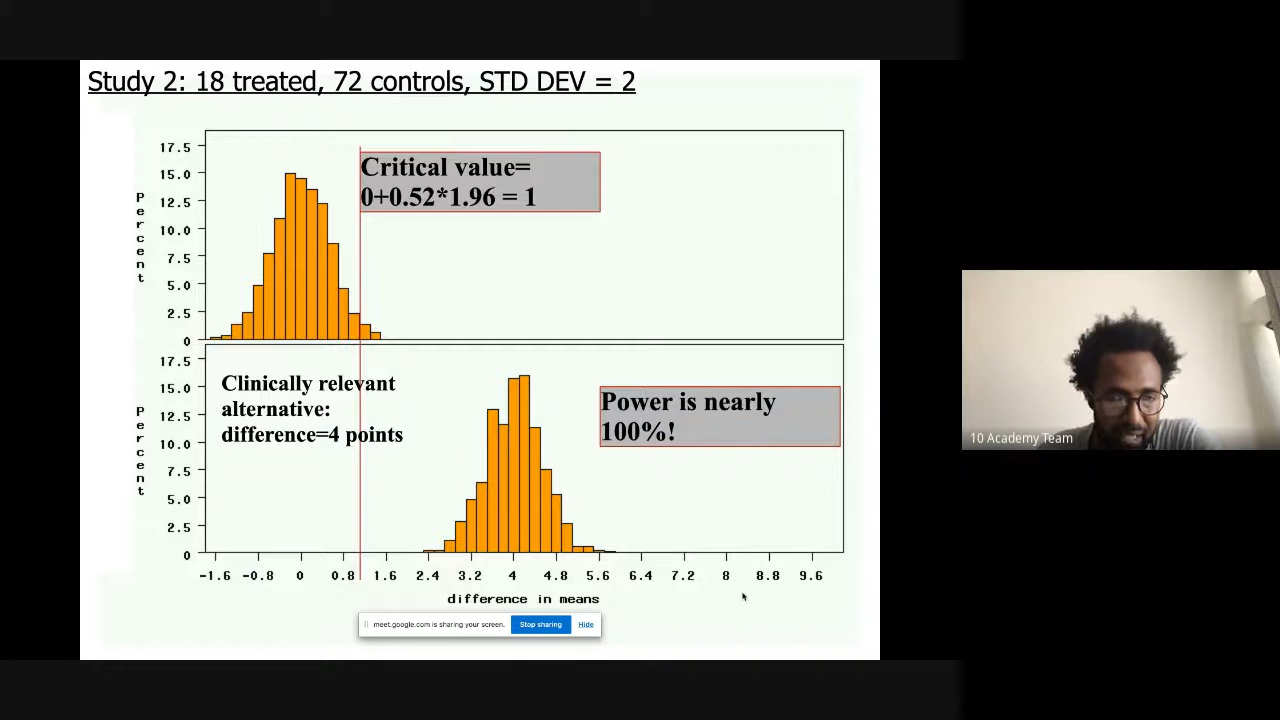 Study 2: 18 treated, 72 controls, STD DEV = 2
17.5
15.0
12.5
10.0
7.5
5.0
2.5
0
Percent
Critical value=
0+0.52*1.96 = 1
17.5
15.0
12.5
10.0
7.5
5.0
2.5
0
Percent
Clinically relevant
alternative:
difference=4 points
Power is nearly
100%!
-1.6 -0.8 0 0.8 1.6 2.4 3.2 4 4.8 5.6 6.4 7.2 8 8.8 9.6
difference in means
meet.google.com is sharing your screen. Stop sharing Hide
10 Academy Team